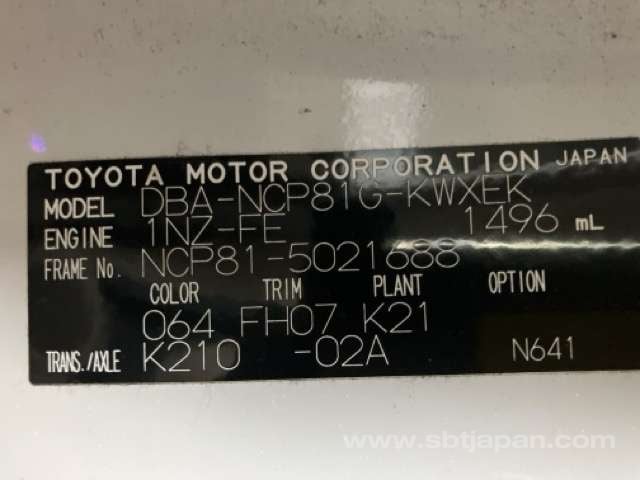 TOYOTA MOTOR CORPORATION JAPAN
MODEL DBA-NCP81G-KWXEK
ENGINE 1NZ-FE 1496 mL
FRAME No. NCP81-5021688
COLOR TRIM PLANT OPTION
064 FH07 K21
TRANS./AXLE K210 -02A N641
www.sbtjapan.com